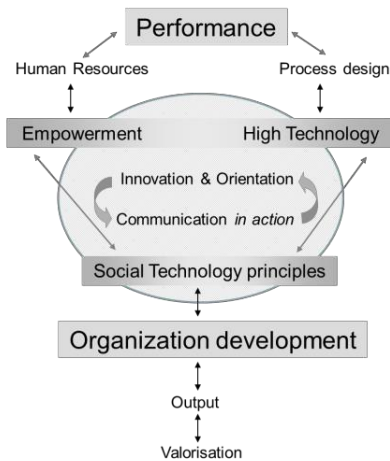 Performance
Human Resources
Process design
Empowerment
High Technology
Innovation & Orientation
Communication in action
Social Technology principles
Organization development
Output
Valorisation